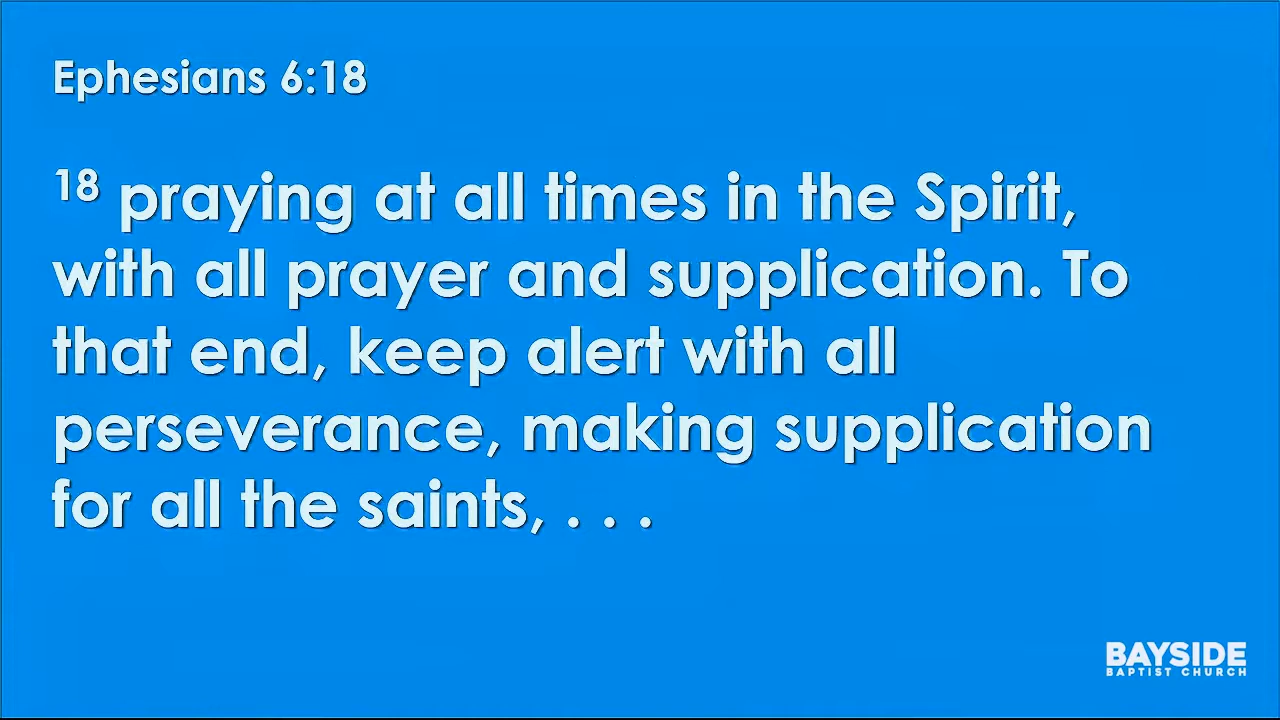 Ephesians 6:18
18 praying at all times in the Spirit,
with all prayer and supplication. To
that end, keep alert with all
perseverance, making supplication
for all the saints, . . .
BAYSIDE
BAPTIST CHURCH